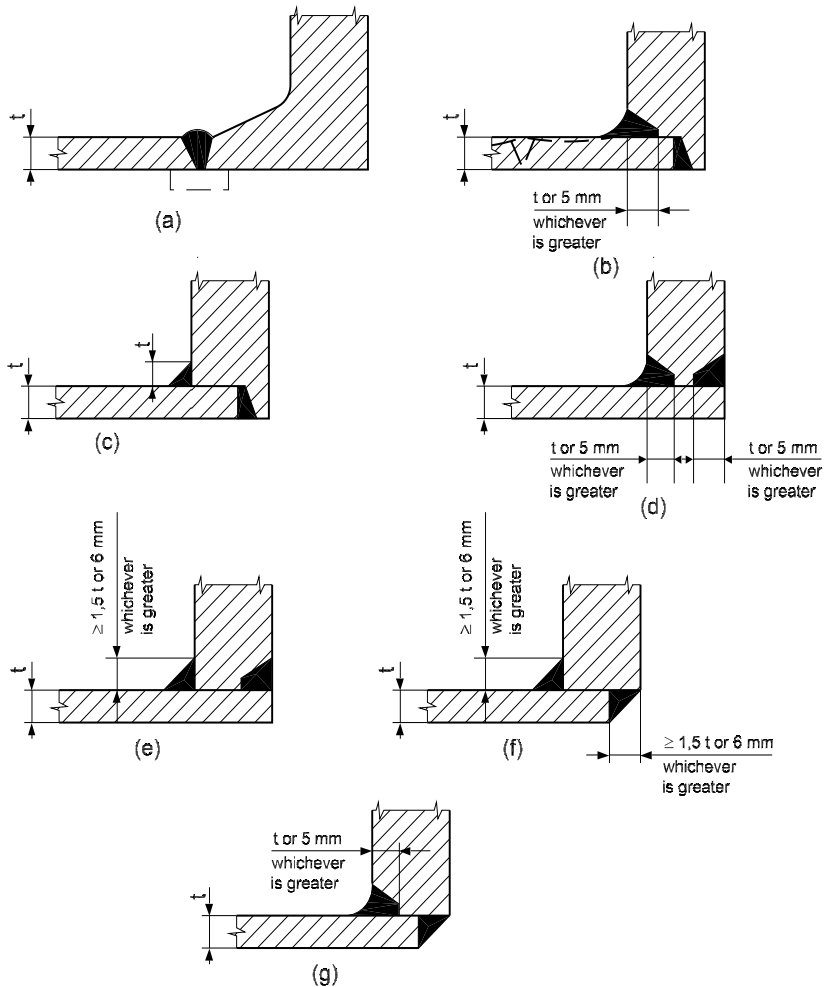 t
(a)
t
t or 5 mm
whichever
is greater
(b)
t
t
(c)
t
t or 5 mm
whichever
is greater
t or 5 mm
whichever
is greater
(d)
t
≥ 1,5 t or 6 mm
whichever
is greater
(e)
t
≥ 1,5 t or 6 mm
whichever
is greater
(f)
≥ 1,5 t or 6 mm
whichever
is greater
t
t or 5 mm
whichever
is greater
(g)